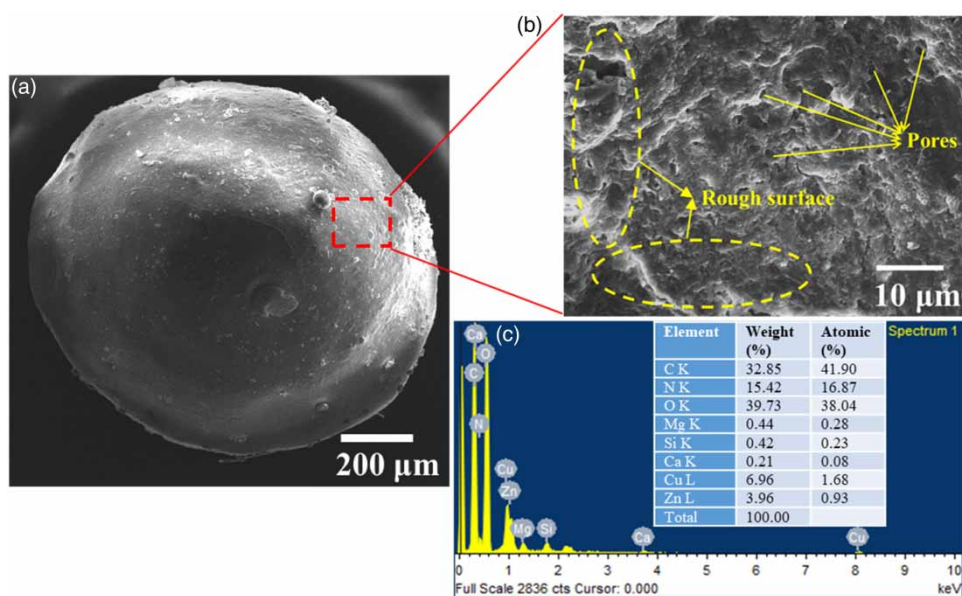 (a)
200 µm
(b)
Pores
Rough surface
10 µm
(c)
Spectrum 1
Element Weight (%) Atomic (%)
C K 32.85 41.90
N K 15.42 16.87
O K 39.73 38.04
Mg K 0.44 0.28
Si K 0.42 0.23
Ca K 0.21 0.08
Cu L 6.96 1.68
Zn L 3.96 0.93
Total 100.00
Ca
O
C
N
Cu
Zn
Mg
Si
Ca
Cu
0 1 2 3 4 5 6 7 8 9 10
Full Scale 2836 cts Cursor: 0.000 keV